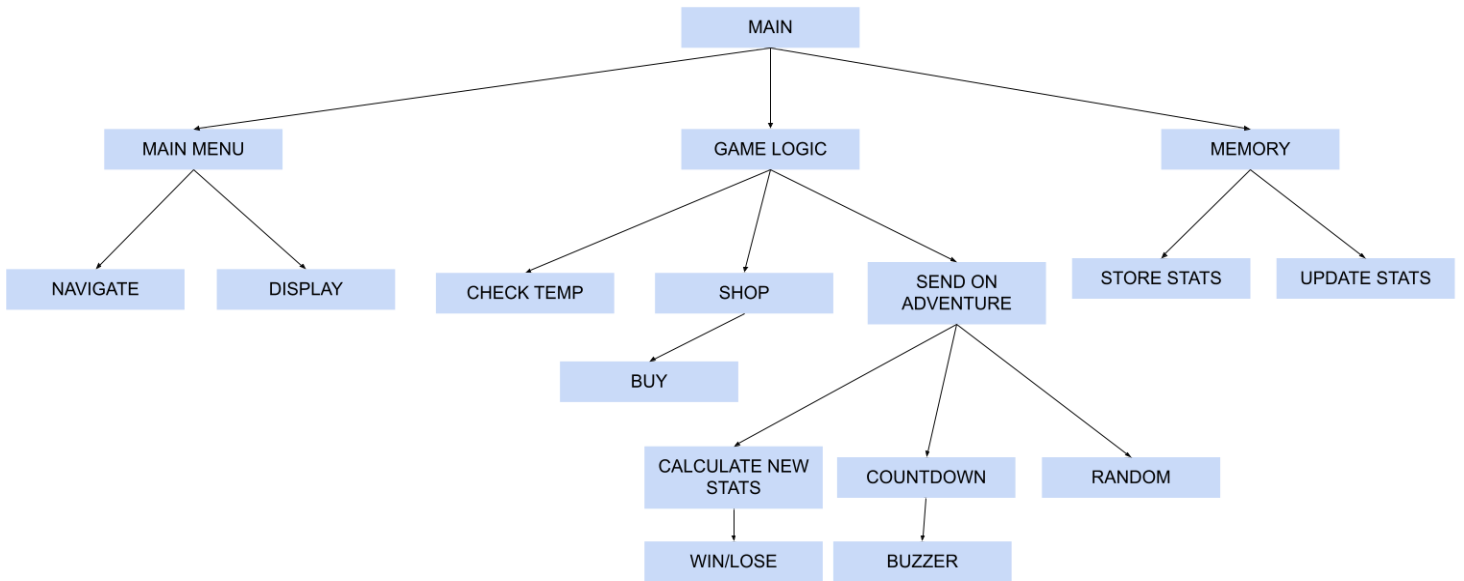 MAIN
MAIN MENU
GAME LOGIC
MEMORY
NAVIGATE
DISPLAY
CHECK TEMP
SHOP
SEND ON
ADVENTURE
STORE STATS
UPDATE STATS
BUY
CALCULATE NEW
STATS
COUNTDOWN
RANDOM
WIN/LOSE
BUZZER